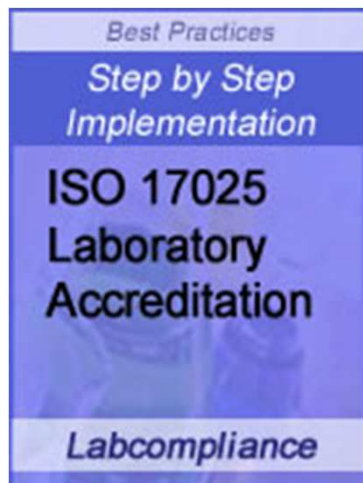 Best Practices
Step by Step
Implementation
ISO 17025
Laboratory
Accreditation
Labcompliance